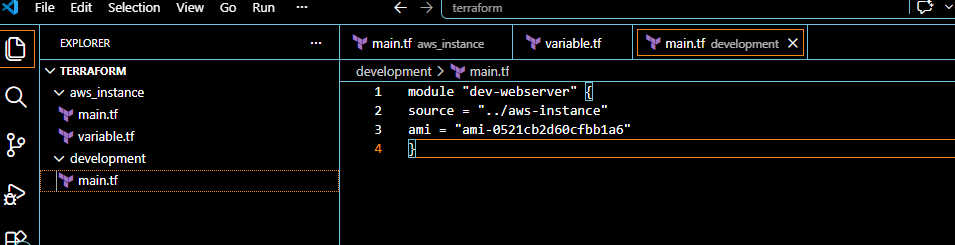 File Edit Selection View Go Run ··· terraform
EXPLORER ···
TERRAFORM
aws_instance
main.tf
variable.tf
development
main.tf
main.tf aws_instance variable.tf main.tf development
development > main.tf
1 module "dev-webserver" {
2 source = "../aws-instance"
3 ami = "ami-0521cb2d60cfbb1a6"
4 }